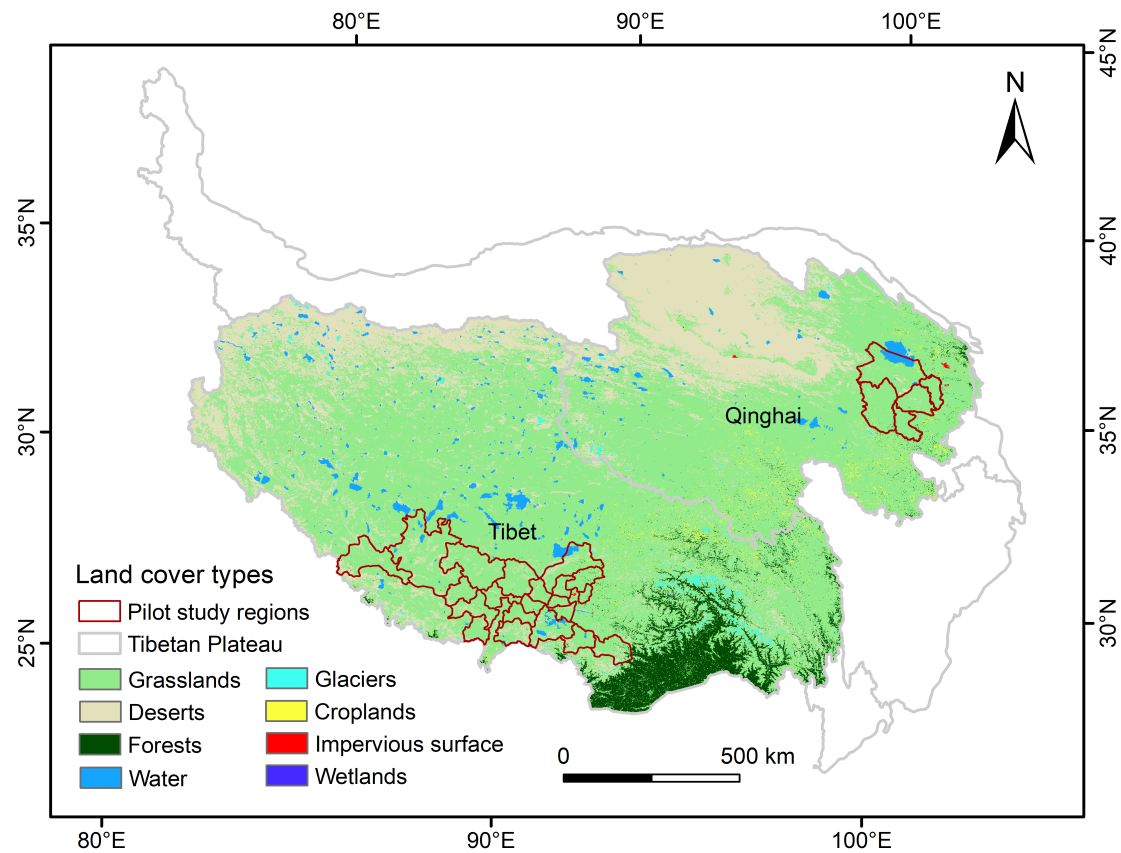 80°E 90°E 100°E
45°N
N
35°N
40°N
Qinghai
30°N
35°N
Tibet
Land cover types
Pilot study regions
Tibetan Plateau
25°N
30°N
Grasslands Glaciers
Deserts Croplands
Forests Impervious surface
Water Wetlands
0 500 km
80°E 90°E 100°E